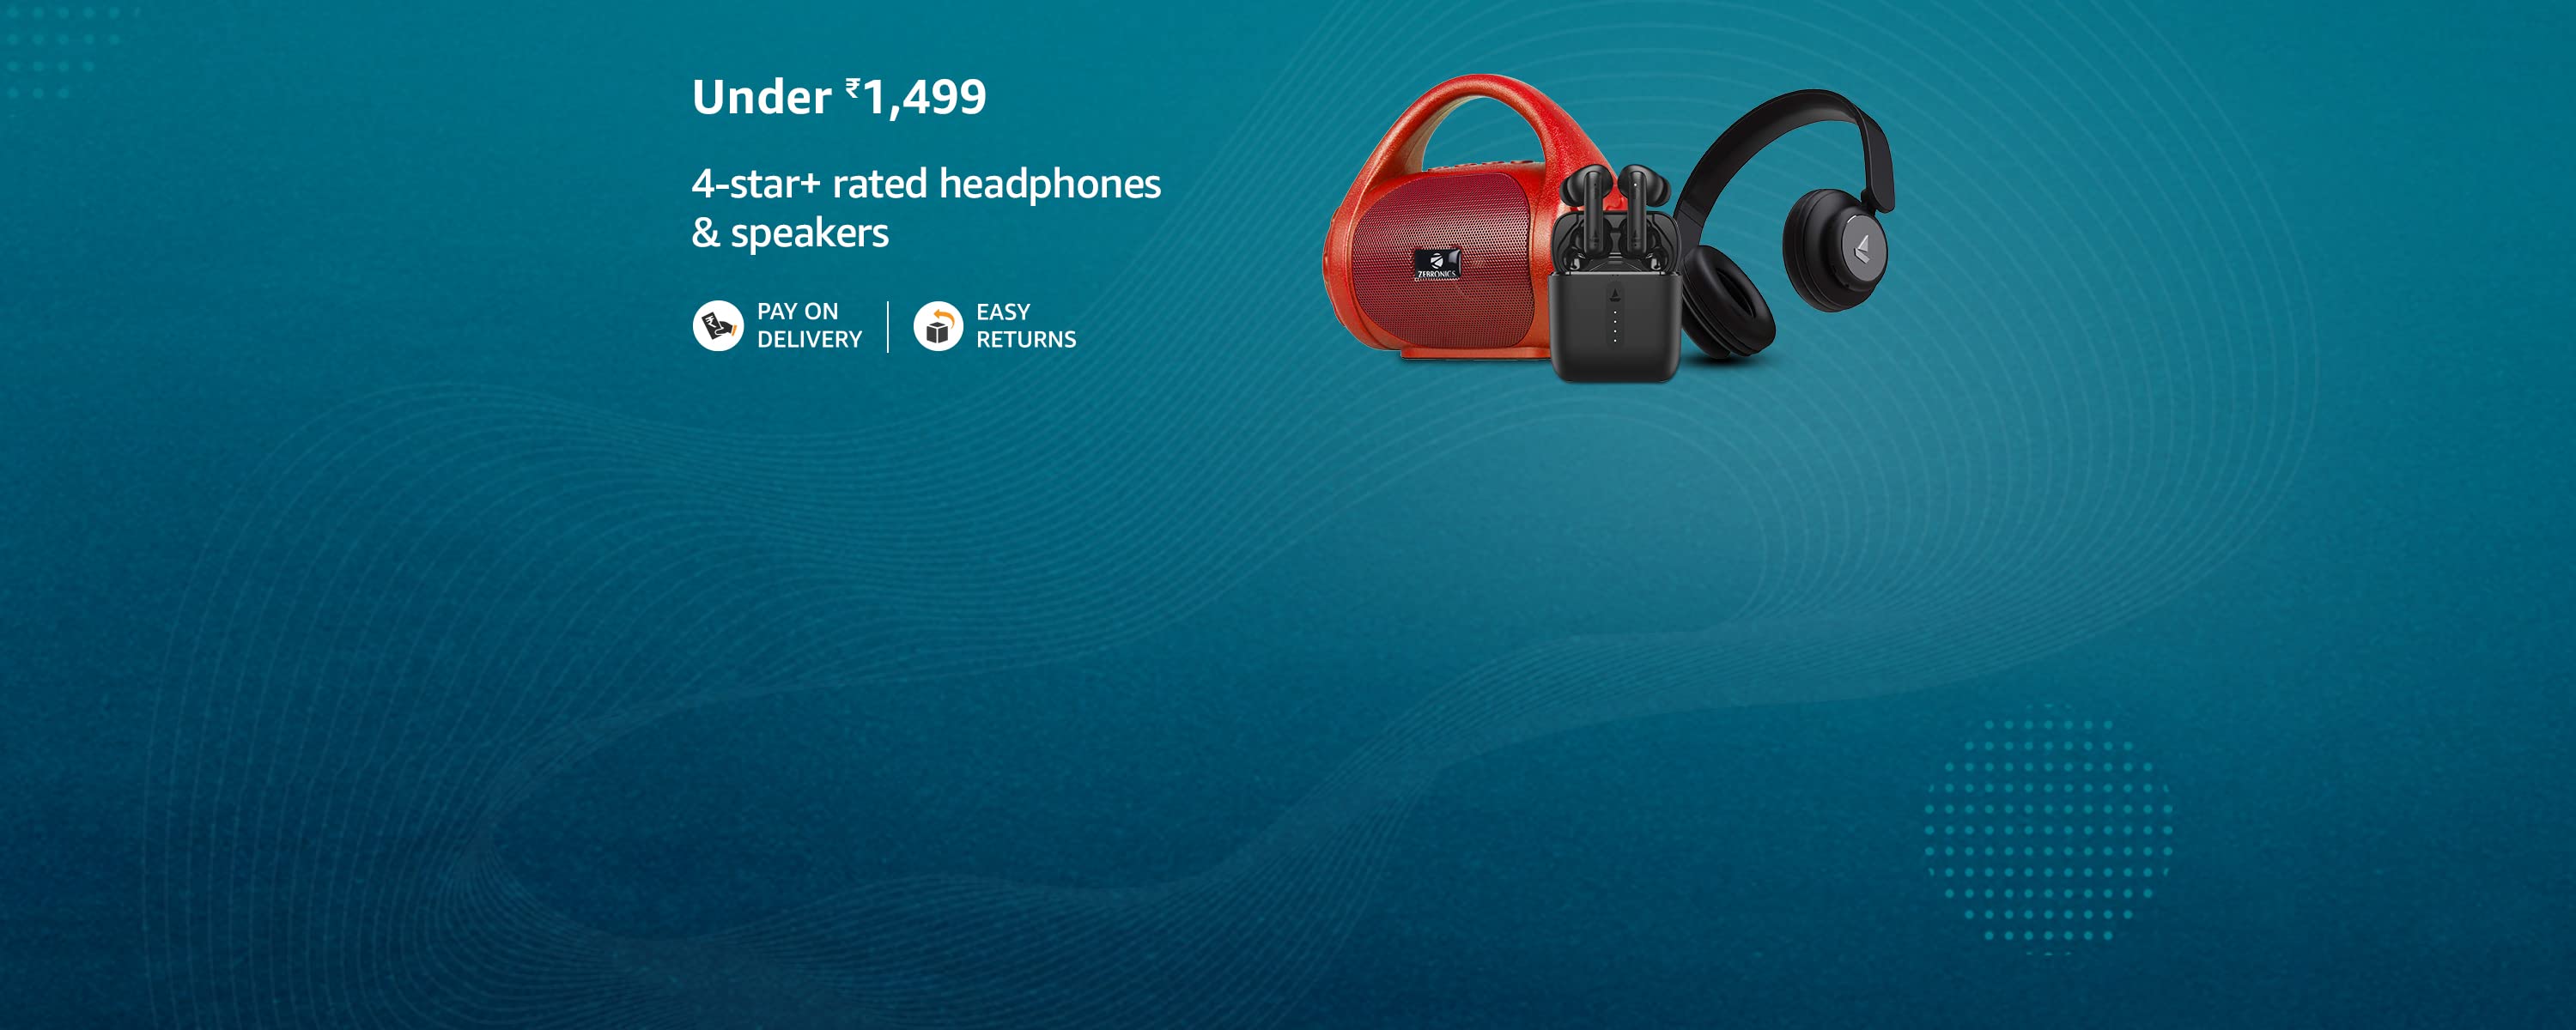 Under ₹1,499
4-star+ rated headphones
& speakers
PAY ON
DELIVERY
EASY
RETURNS
ZEBRONICS